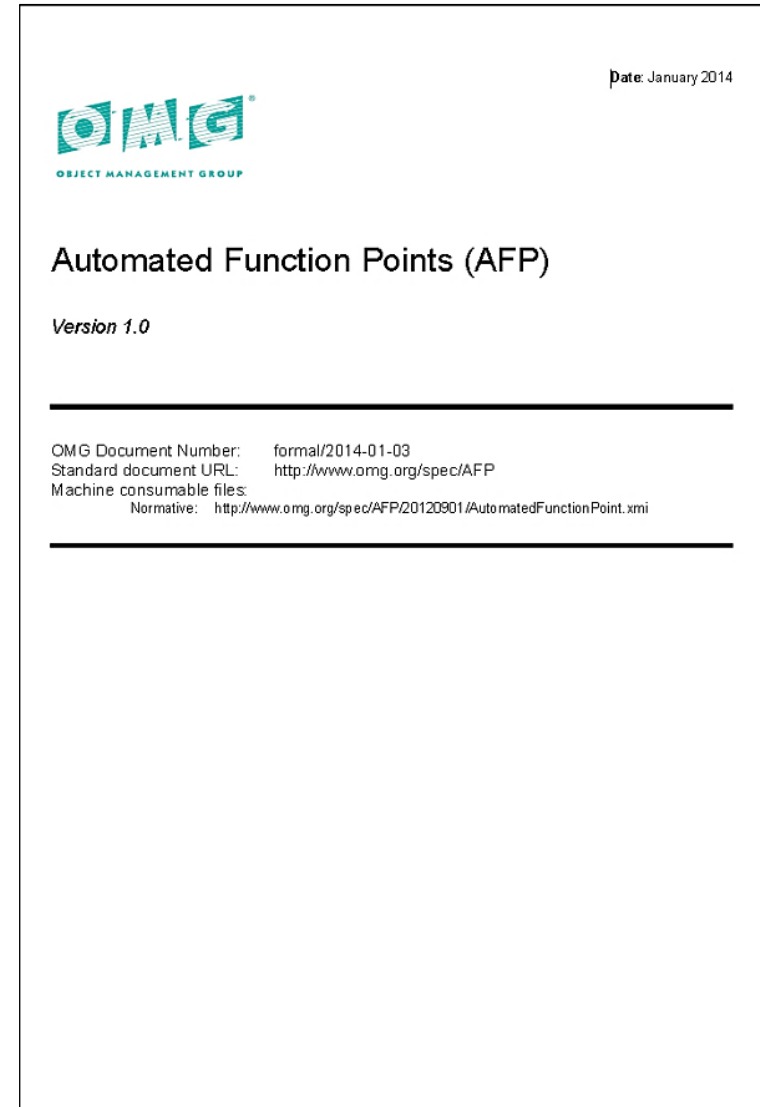 Date: January 2014
OMG®
OBJECT MANAGEMENT GROUP
Automated Function Points (AFP)
Version 1.0
OMG Document Number: formal/2014-01-03
Standard document URL: http://www.omg.org/spec/AFP
Machine consumable files:
Normative: http://www.omg.org/spec/AFP/20120901/AutomatedFunctionPoint.xmi